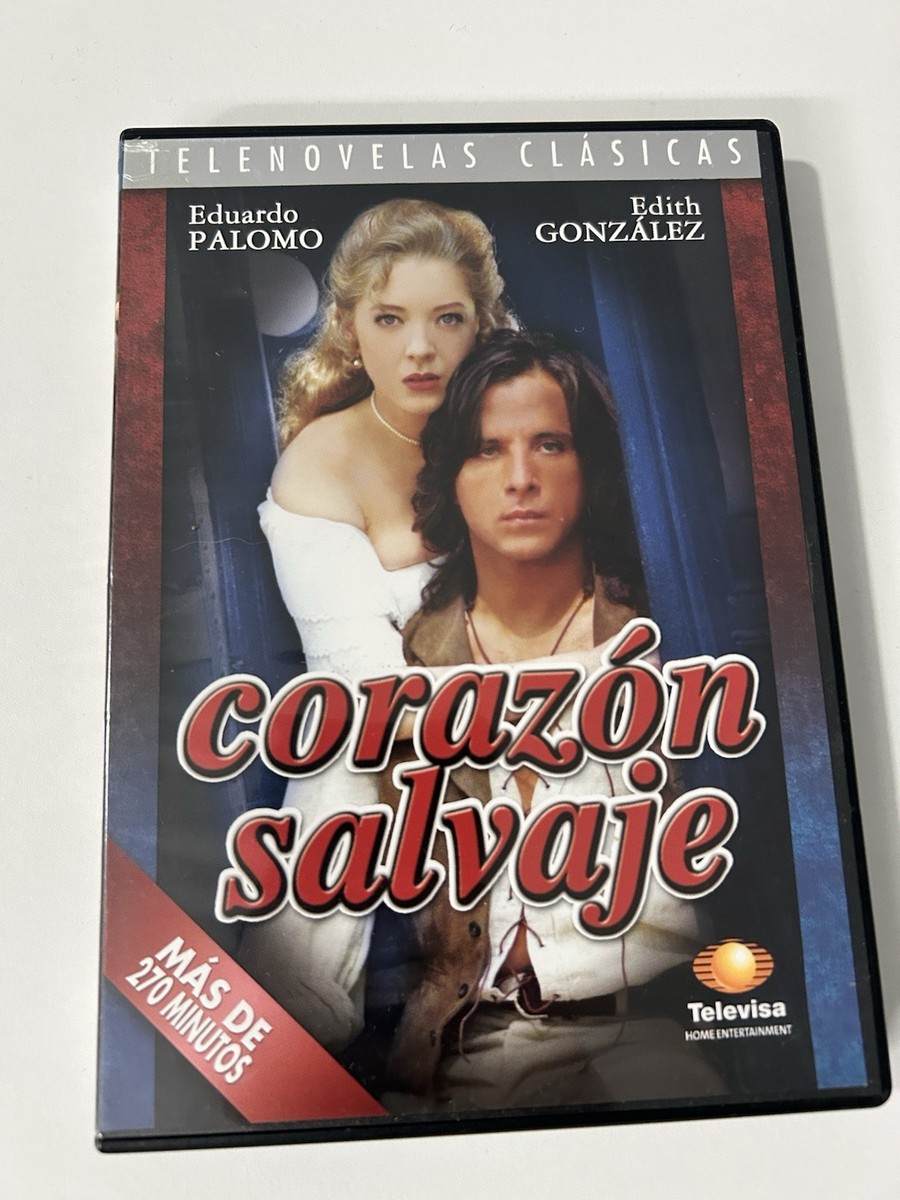 TELENOVELAS CLÁSICAS
Eduardo
PALOMO
Edith
GONZÁLEZ
corazón
salvaje
MÁS DE
270 MINUTOS
Televisa
HOME ENTERTAINMENT